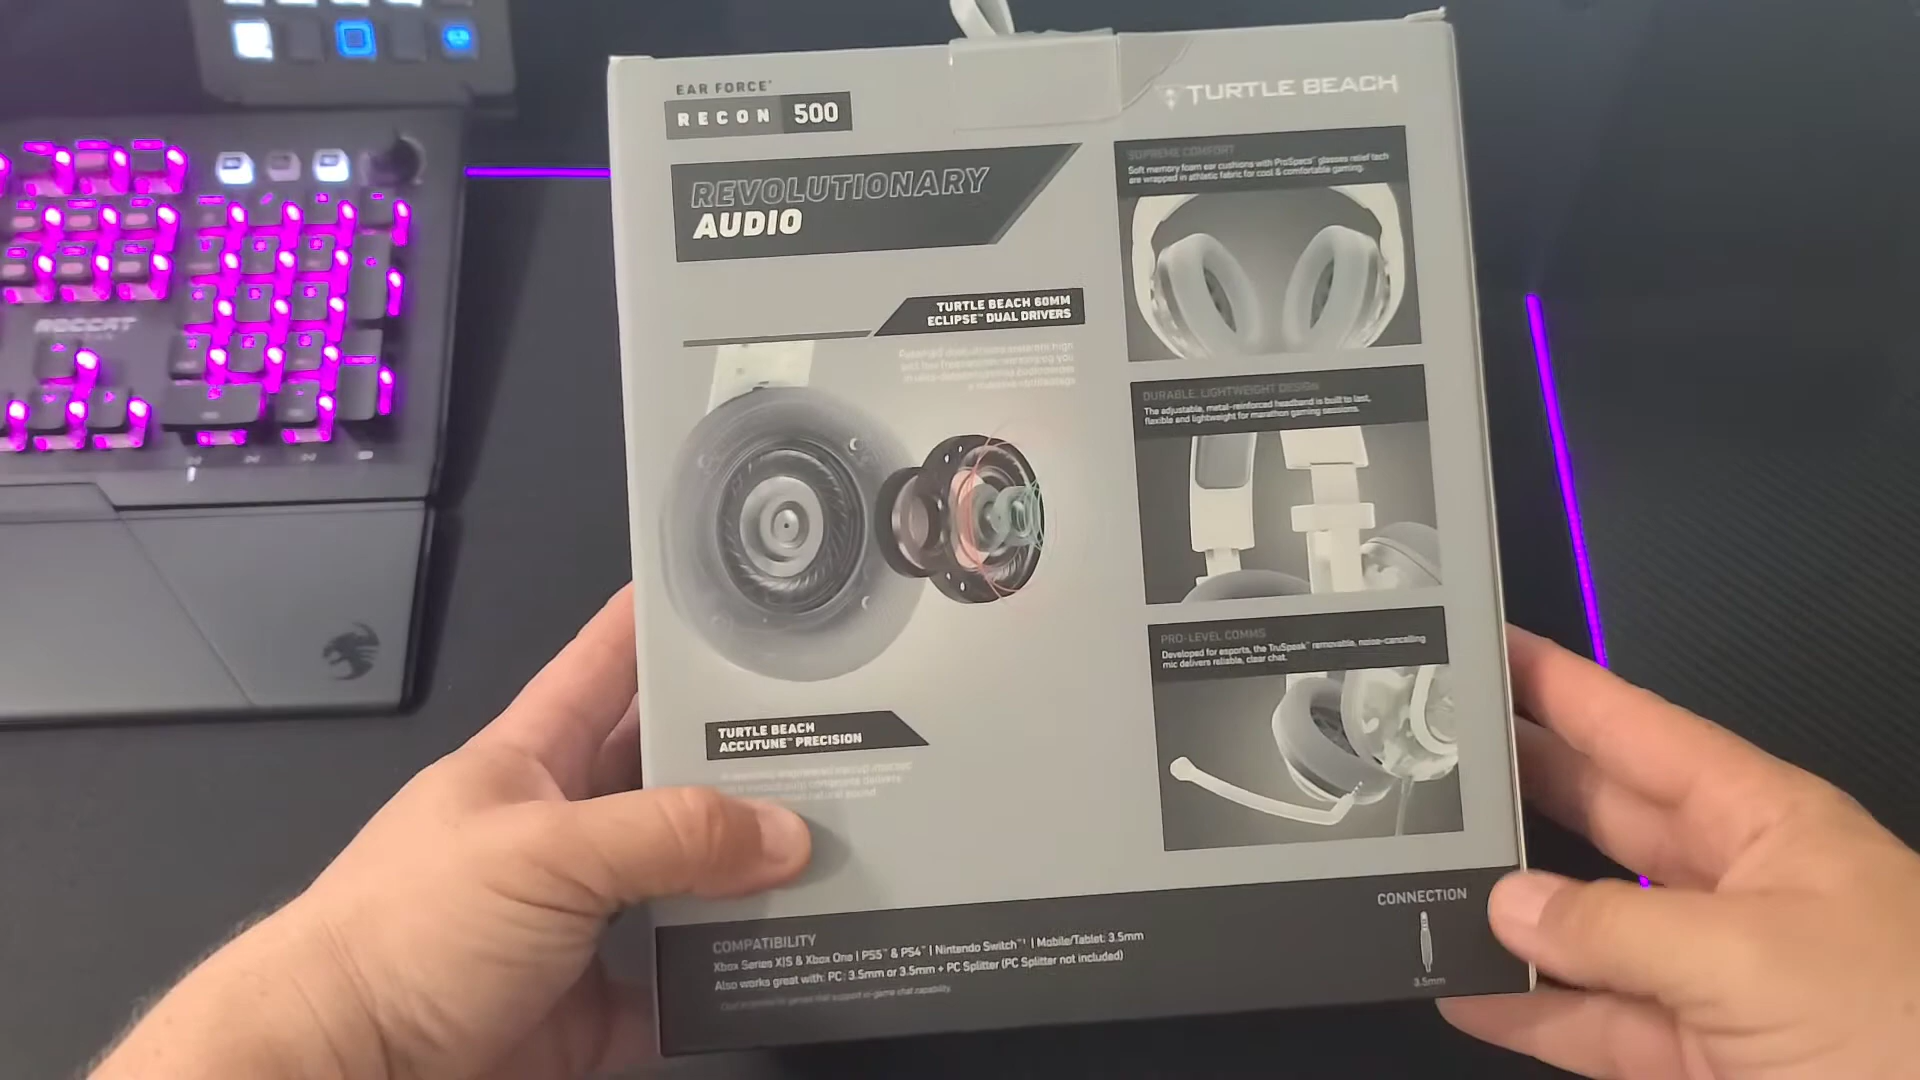 EAR FORCE®
RECON 500
TURTLE BEACH
REVOLUTIONARY
AUDIO
TURTLE BEACH 60MM
ECLIPSE™ DUAL DRIVERS
TURTLE BEACH
ACCUTUNE™ PRECISION
SUPREME COMFORT
Soft memory foam ear cushions with ProSpecs™ glasses relief tech
are wrapped in athletic fabric for cool & comfortable gaming.
DURABLE, LIGHTWEIGHT DESIGN
The adjustable, metal-reinforced headband is built to last,
flexible and lightweight for marathon gaming sessions.
PRO-LEVEL COMMS
Developed for esports, the TruSpeak™ removable, noise-cancelling
mic delivers reliable, clear chat.
COMPATIBILITY
Xbox Series X|S & Xbox One | PS5™ & PS4™ | Nintendo Switch™¹ | Mobile/Tablet: 3.5mm
Also works great with: PC: 3.5mm or 3.5mm + PC Splitter (PC Splitter not included)
CONNECTION
3.5mm
ROCCAT